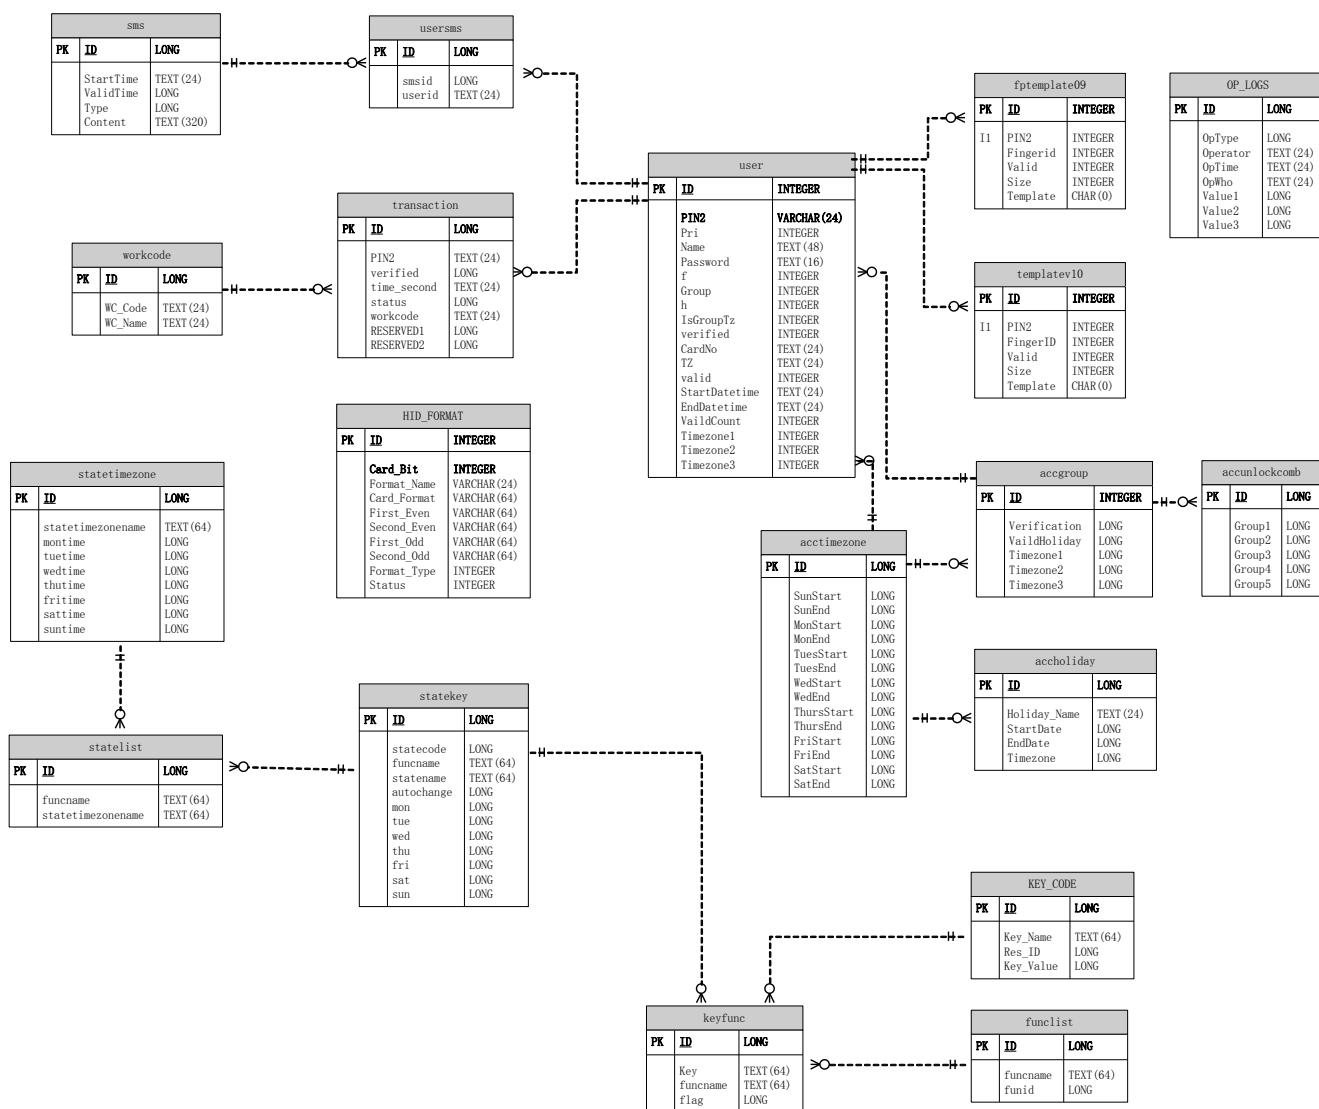 sms
PK ID LONG
StartTime TEXT(24)
ValidTime LONG
Type LONG
Content TEXT(320)
usersms
PK ID LONG
smsid LONG
userid TEXT(24)
fptemplate09
PK ID INTEGER
I1 PIN2 INTEGER
Fingerid INTEGER
Valid INTEGER
Size INTEGER
Template CHAR(0)
OP_LOGS
PK ID LONG
OpType LONG
Operator TEXT(24)
OpTime TEXT(24)
OpWho TEXT(24)
Value1 LONG
Value2 LONG
Value3 LONG
user
PK ID INTEGER
PIN2 VARCHAR(24)
Pri INTEGER
Name TEXT(48)
Password TEXT(16)
f INTEGER
Group INTEGER
h INTEGER
IsGroupTz INTEGER
verified INTEGER
CardNo TEXT(24)
TZ TEXT(24)
valid INTEGER
StartDatetime TEXT(24)
EndDatetime TEXT(24)
VaildCount INTEGER
Timezone1 INTEGER
Timezone2 INTEGER
Timezone3 INTEGER
transaction
PK ID LONG
PIN2 TEXT(24)
verified LONG
time_second TEXT(24)
status LONG
workcode TEXT(24)
RESERVED1 LONG
RESERVED2 LONG
workcode
PK ID LONG
WC_Code TEXT(24)
WC_Name TEXT(24)
templatev10
PK ID INTEGER
I1 PIN2 INTEGER
FingerID INTEGER
Valid INTEGER
Size INTEGER
Template CHAR(0)
HID_FORMAT
PK ID INTEGER
Card_Bit INTEGER
Format_Name VARCHAR(24)
Card_Format VARCHAR(64)
First_Even VARCHAR(64)
Second_Even VARCHAR(64)
First_Odd VARCHAR(64)
Second_Odd VARCHAR(64)
Format_Type INTEGER
Status INTEGER
statetimezone
PK ID LONG
statetimezonename TEXT(64)
montime LONG
tuetime LONG
wedtime LONG
thutime LONG
fritime LONG
sattime LONG
suntime LONG
accgroup
PK ID INTEGER
Verification LONG
VaildHoliday LONG
Timezone1 LONG
Timezone2 LONG
Timezone3 LONG
accunlockcomb
PK ID LONG
Group1 LONG
Group2 LONG
Group3 LONG
Group4 LONG
Group5 LONG
acctimezone
PK ID LONG
SunStart LONG
SunEnd LONG
MonStart LONG
MonEnd LONG
TuesStart LONG
TuesEnd LONG
WedStart LONG
WedEnd LONG
ThursStart LONG
ThursEnd LONG
FriStart LONG
FriEnd LONG
SatStart LONG
SatEnd LONG
accholiday
PK ID LONG
Holiday_Name TEXT(24)
StartDate LONG
EndDate LONG
Timezone LONG
statekey
PK ID LONG
statecode LONG
funcname TEXT(64)
statename TEXT(64)
autochange LONG
mon LONG
tue LONG
wed LONG
thu LONG
fri LONG
sat LONG
sun LONG
statelist
PK ID LONG
funcname TEXT(64)
statetimezonename TEXT(64)
KEY_CODE
PK ID LONG
Key_Name TEXT(64)
Res_ID LONG
Key_Value LONG
keyfunc
PK ID LONG
Key TEXT(64)
funcname TEXT(64)
flag LONG
funclist
PK ID LONG
funcname TEXT(64)
funid LONG